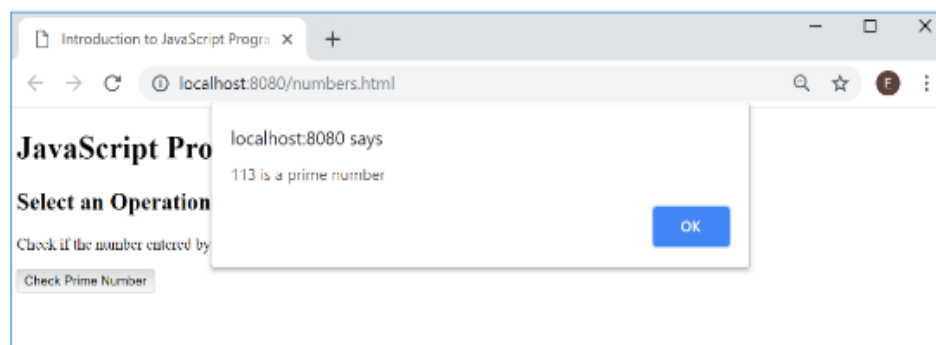 Introduction to JavaScript Progra
localhost:8080/numbers.html
E
JavaScript Pro
localhost:8080 says
113 is a prime number
OK
Select an Operation
Check if the number entered by
Check Prime Number